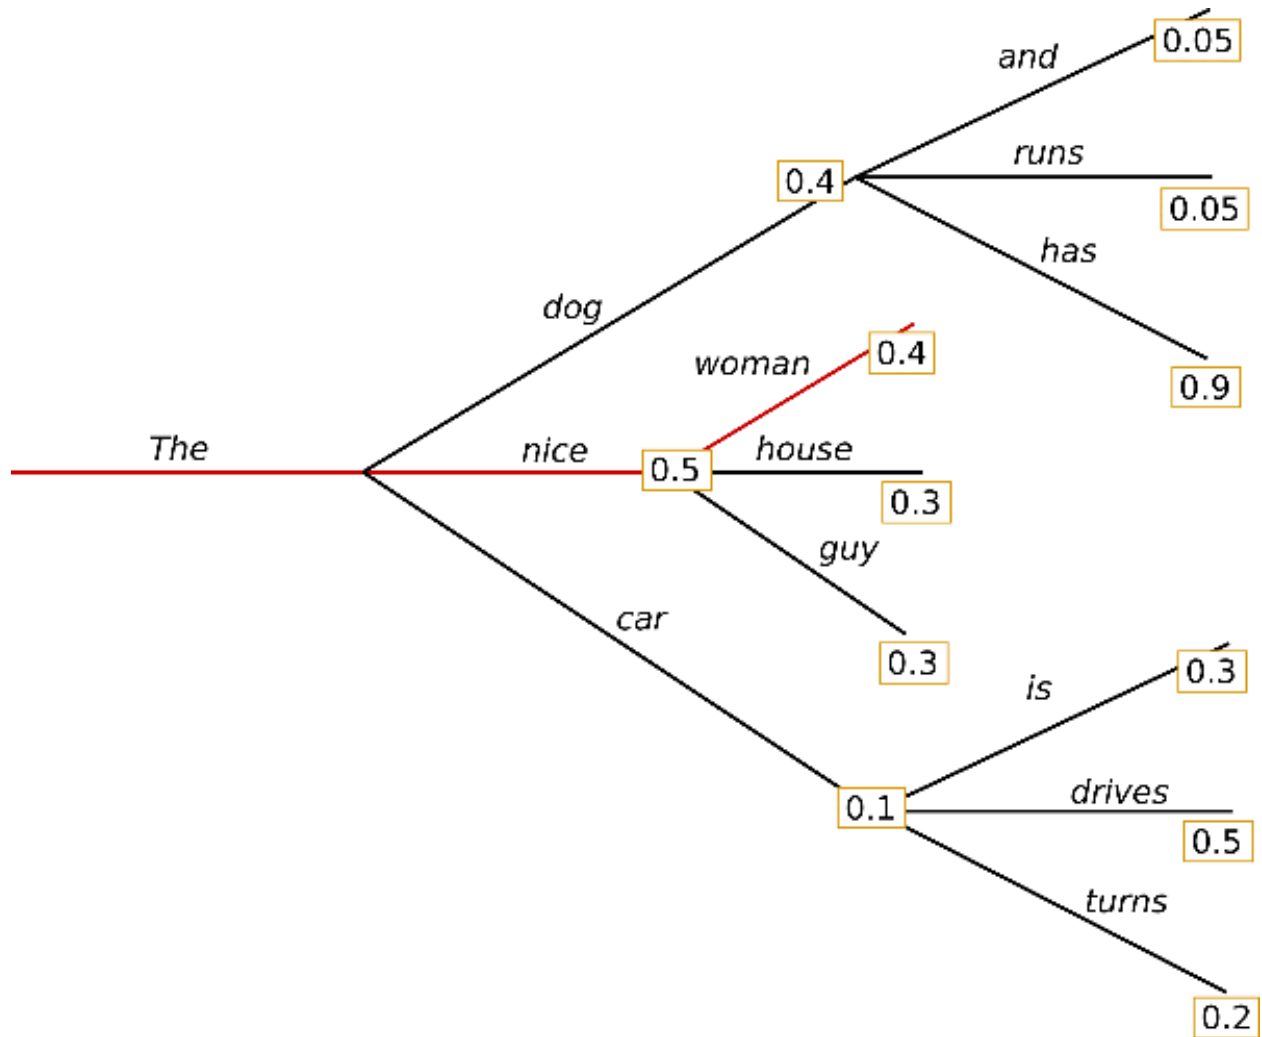 and
0.05
runs
0.05
0.4
has
0.9
dog
woman
0.4
The
nice
0.5
house
0.3
guy
0.3
car
is
0.3
0.1
drives
0.5
turns
0.2